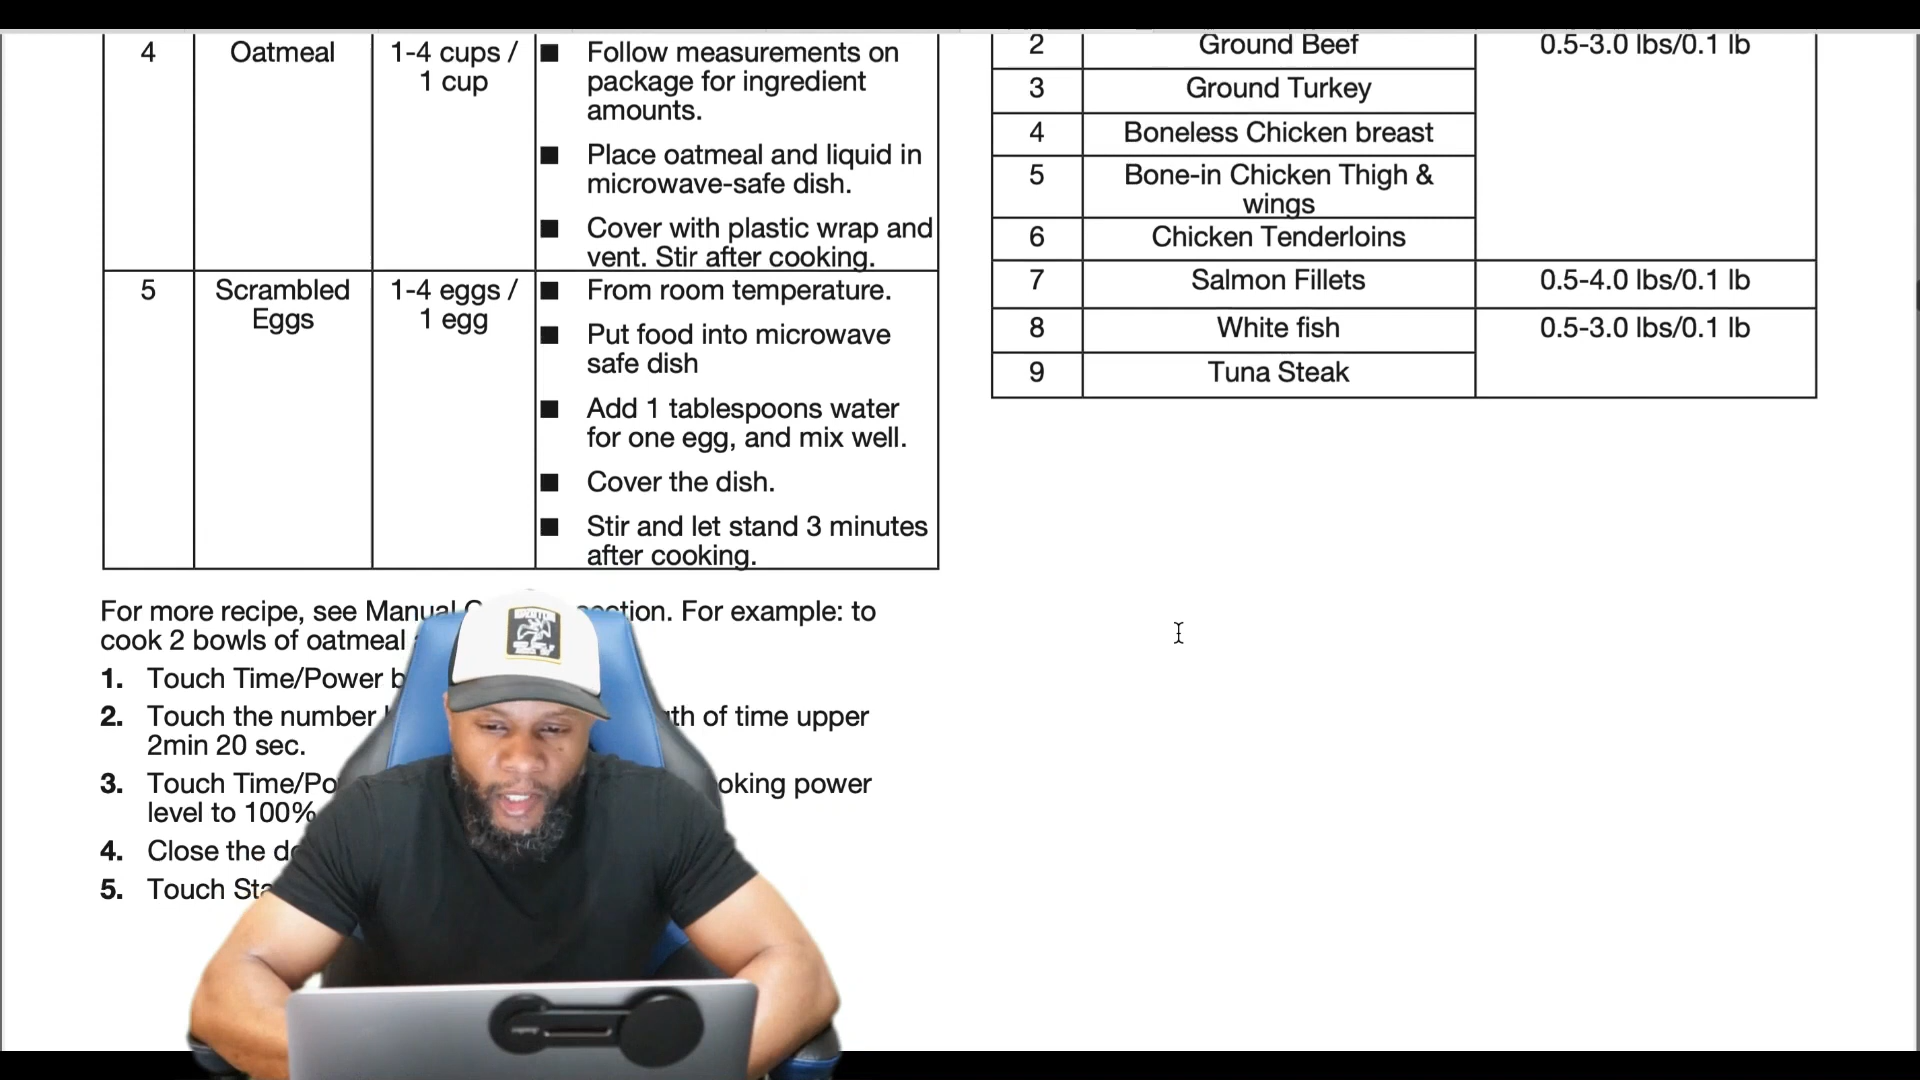 4 Oatmeal 1-4 cups /
1 cup
■ Follow measurements on
package for ingredient
amounts.
■ Place oatmeal and liquid in
microwave-safe dish.
■ Cover with plastic wrap and
vent. Stir after cooking.
5 Scrambled
Eggs
1-4 eggs /
1 egg
■ From room temperature.
■ Put food into microwave
safe dish
■ Add 1 tablespoons water
for one egg, and mix well.
■ Cover the dish.
■ Stir and let stand 3 minutes
after cooking.
For more recipe, see Manual section. For example: to
cook 2 bowls of oatmeal
1. Touch Time/Power
2. Touch the number of time upper
2min 20 sec.
3. Touch power
level to 100%
4. Close the
5. Touch
2 Ground Beef 0.5-3.0 lbs/0.1 lb
3 Ground Turkey
4 Boneless Chicken breast
5 Bone-in Chicken Thigh &
wings
6 Chicken Tenderloins
7 Salmon Fillets 0.5-4.0 lbs/0.1 lb
8 White fish 0.5-3.0 lbs/0.1 lb
9 Tuna Steak